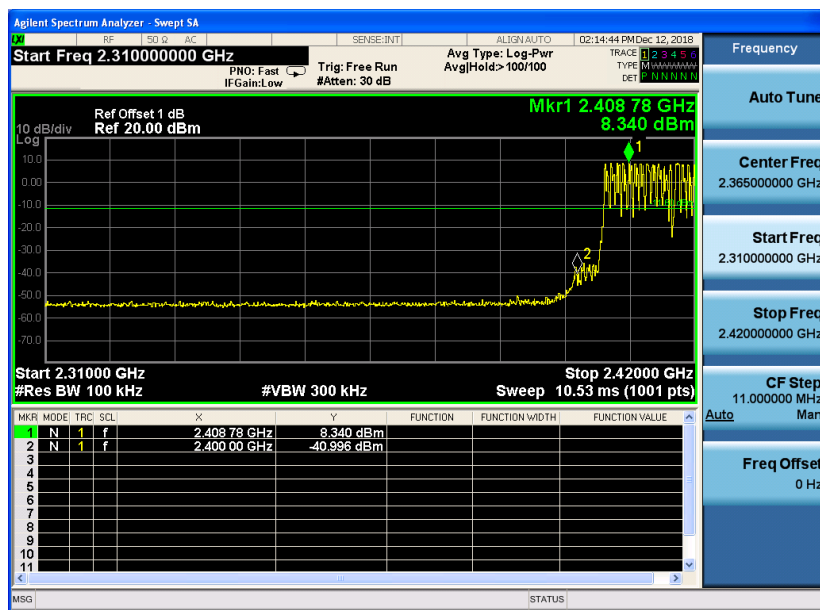 Agilent Spectrum Analyzer - Swept SA
LXI RF 50 Ω AC SENSE:INT ALIGN AUTO 02:14:44 PM Dec 12, 2018
Start Freq 2.310000000 GHz
PNO: Fast
IFGain:Low
Trig: Free Run
#Atten: 30 dB
Avg Type: Log-Pwr
Avg|Hold:>100/100
TRACE 1 2 3 4 5 6
TYPE M WWWWW
DET P N N N N N
Ref Offset 1 dB
10 dB/div Ref 20.00 dBm
Log
Mkr1 2.408 78 GHz
8.340 dBm
10.0
0.00
-10.0
-20.0
-30.0
-40.0
-50.0
-60.0
-70.0
1
2
Start 2.31000 GHz Stop 2.42000 GHz
#Res BW 100 kHz #VBW 300 kHz Sweep 10.53 ms (1001 pts)
MKR MODE TRC SCL X Y FUNCTION FUNCTION WIDTH FUNCTION VALUE
1 N 1 f 2.408 78 GHz 8.340 dBm
2 N 1 f 2.400 00 GHz -40.996 dBm
3
4
5
6
7
8
9
10
11
MSG STATUS
Frequency
Auto Tune
Center Freq
2.365000000 GHz
Start Freq
2.310000000 GHz
Stop Freq
2.420000000 GHz
CF Step
11.000000 MHz
Auto Man
Freq Offset
0 Hz